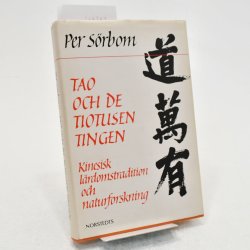 Per Sörbom
TAO
OCH DE
TIOTUSEN
TINGEN
Kinesisk
lärdomstradition
och
naturforskning
NORSTEDTS
道萬有